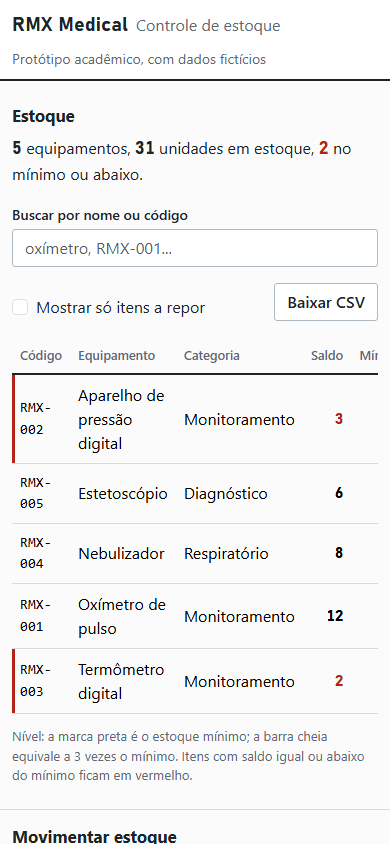 RMX Medical Controle de estoque
Protótipo acadêmico, com dados fictícios
Estoque
5 equipamentos, 31 unidades em estoque, 2 no
mínimo ou abaixo.
Buscar por nome ou código
oxímetro, RMX-001...
Mostrar só itens a repor
Baixar CSV
Código Equipamento Categoria Saldo
RMX-
002
Aparelho de
pressão
digital
Monitoramento
3
RMX-
005
Estetoscópio
Diagnóstico
6
RMX-
004
Nebulizador
Respiratório
8
RMX-
001
Oxímetro de
pulso
Monitoramento
12
RMX-
003
Termômetro
digital
Monitoramento
2
Nível: a marca preta é o estoque mínimo; a barra cheia
equivale a 3 vezes o mínimo. Itens com saldo igual ou abaixo
do mínimo ficam em vermelho.
Movimentar estoque